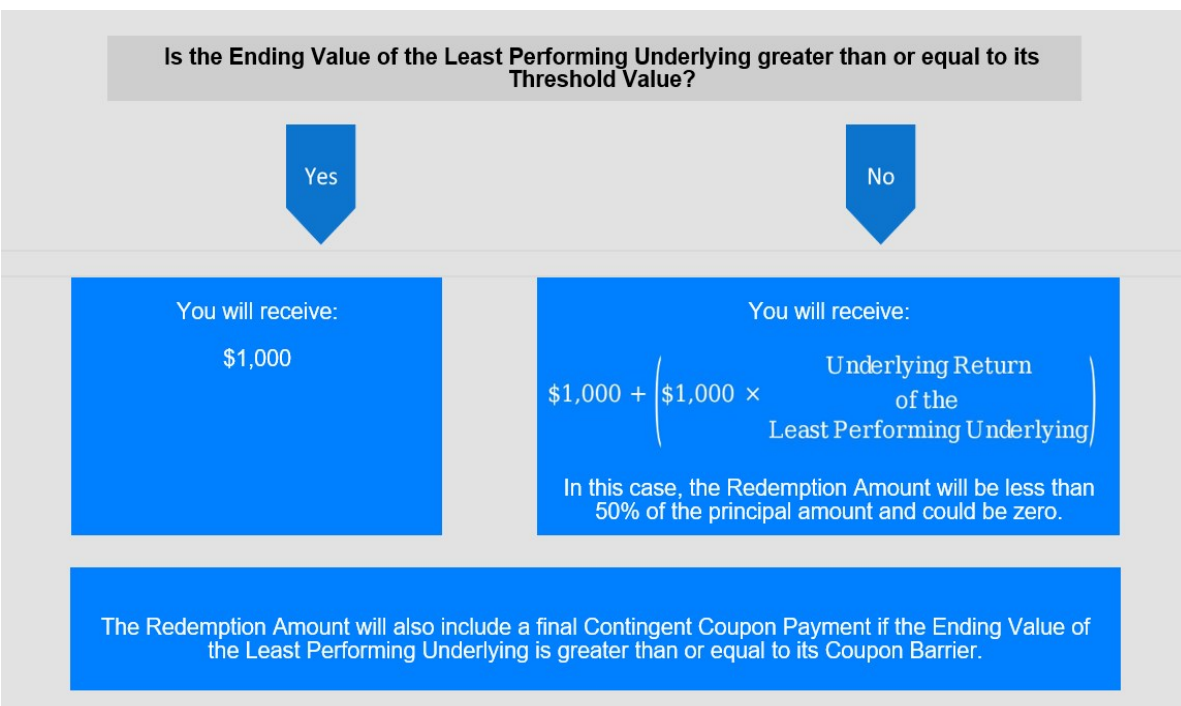 Is the Ending Value of the Least Performing Underlying greater than or equal to its
Threshold Value?
Yes
No
You will receive:
$1,000
You will receive:
$1,000 + ($1,000 × Underlying Return
of the
Least Performing Underlying)
In this case, the Redemption Amount will be less than
50% of the principal amount and could be zero.
The Redemption Amount will also include a final Contingent Coupon Payment if the Ending Value of
the Least Performing Underlying is greater than or equal to its Coupon Barrier.